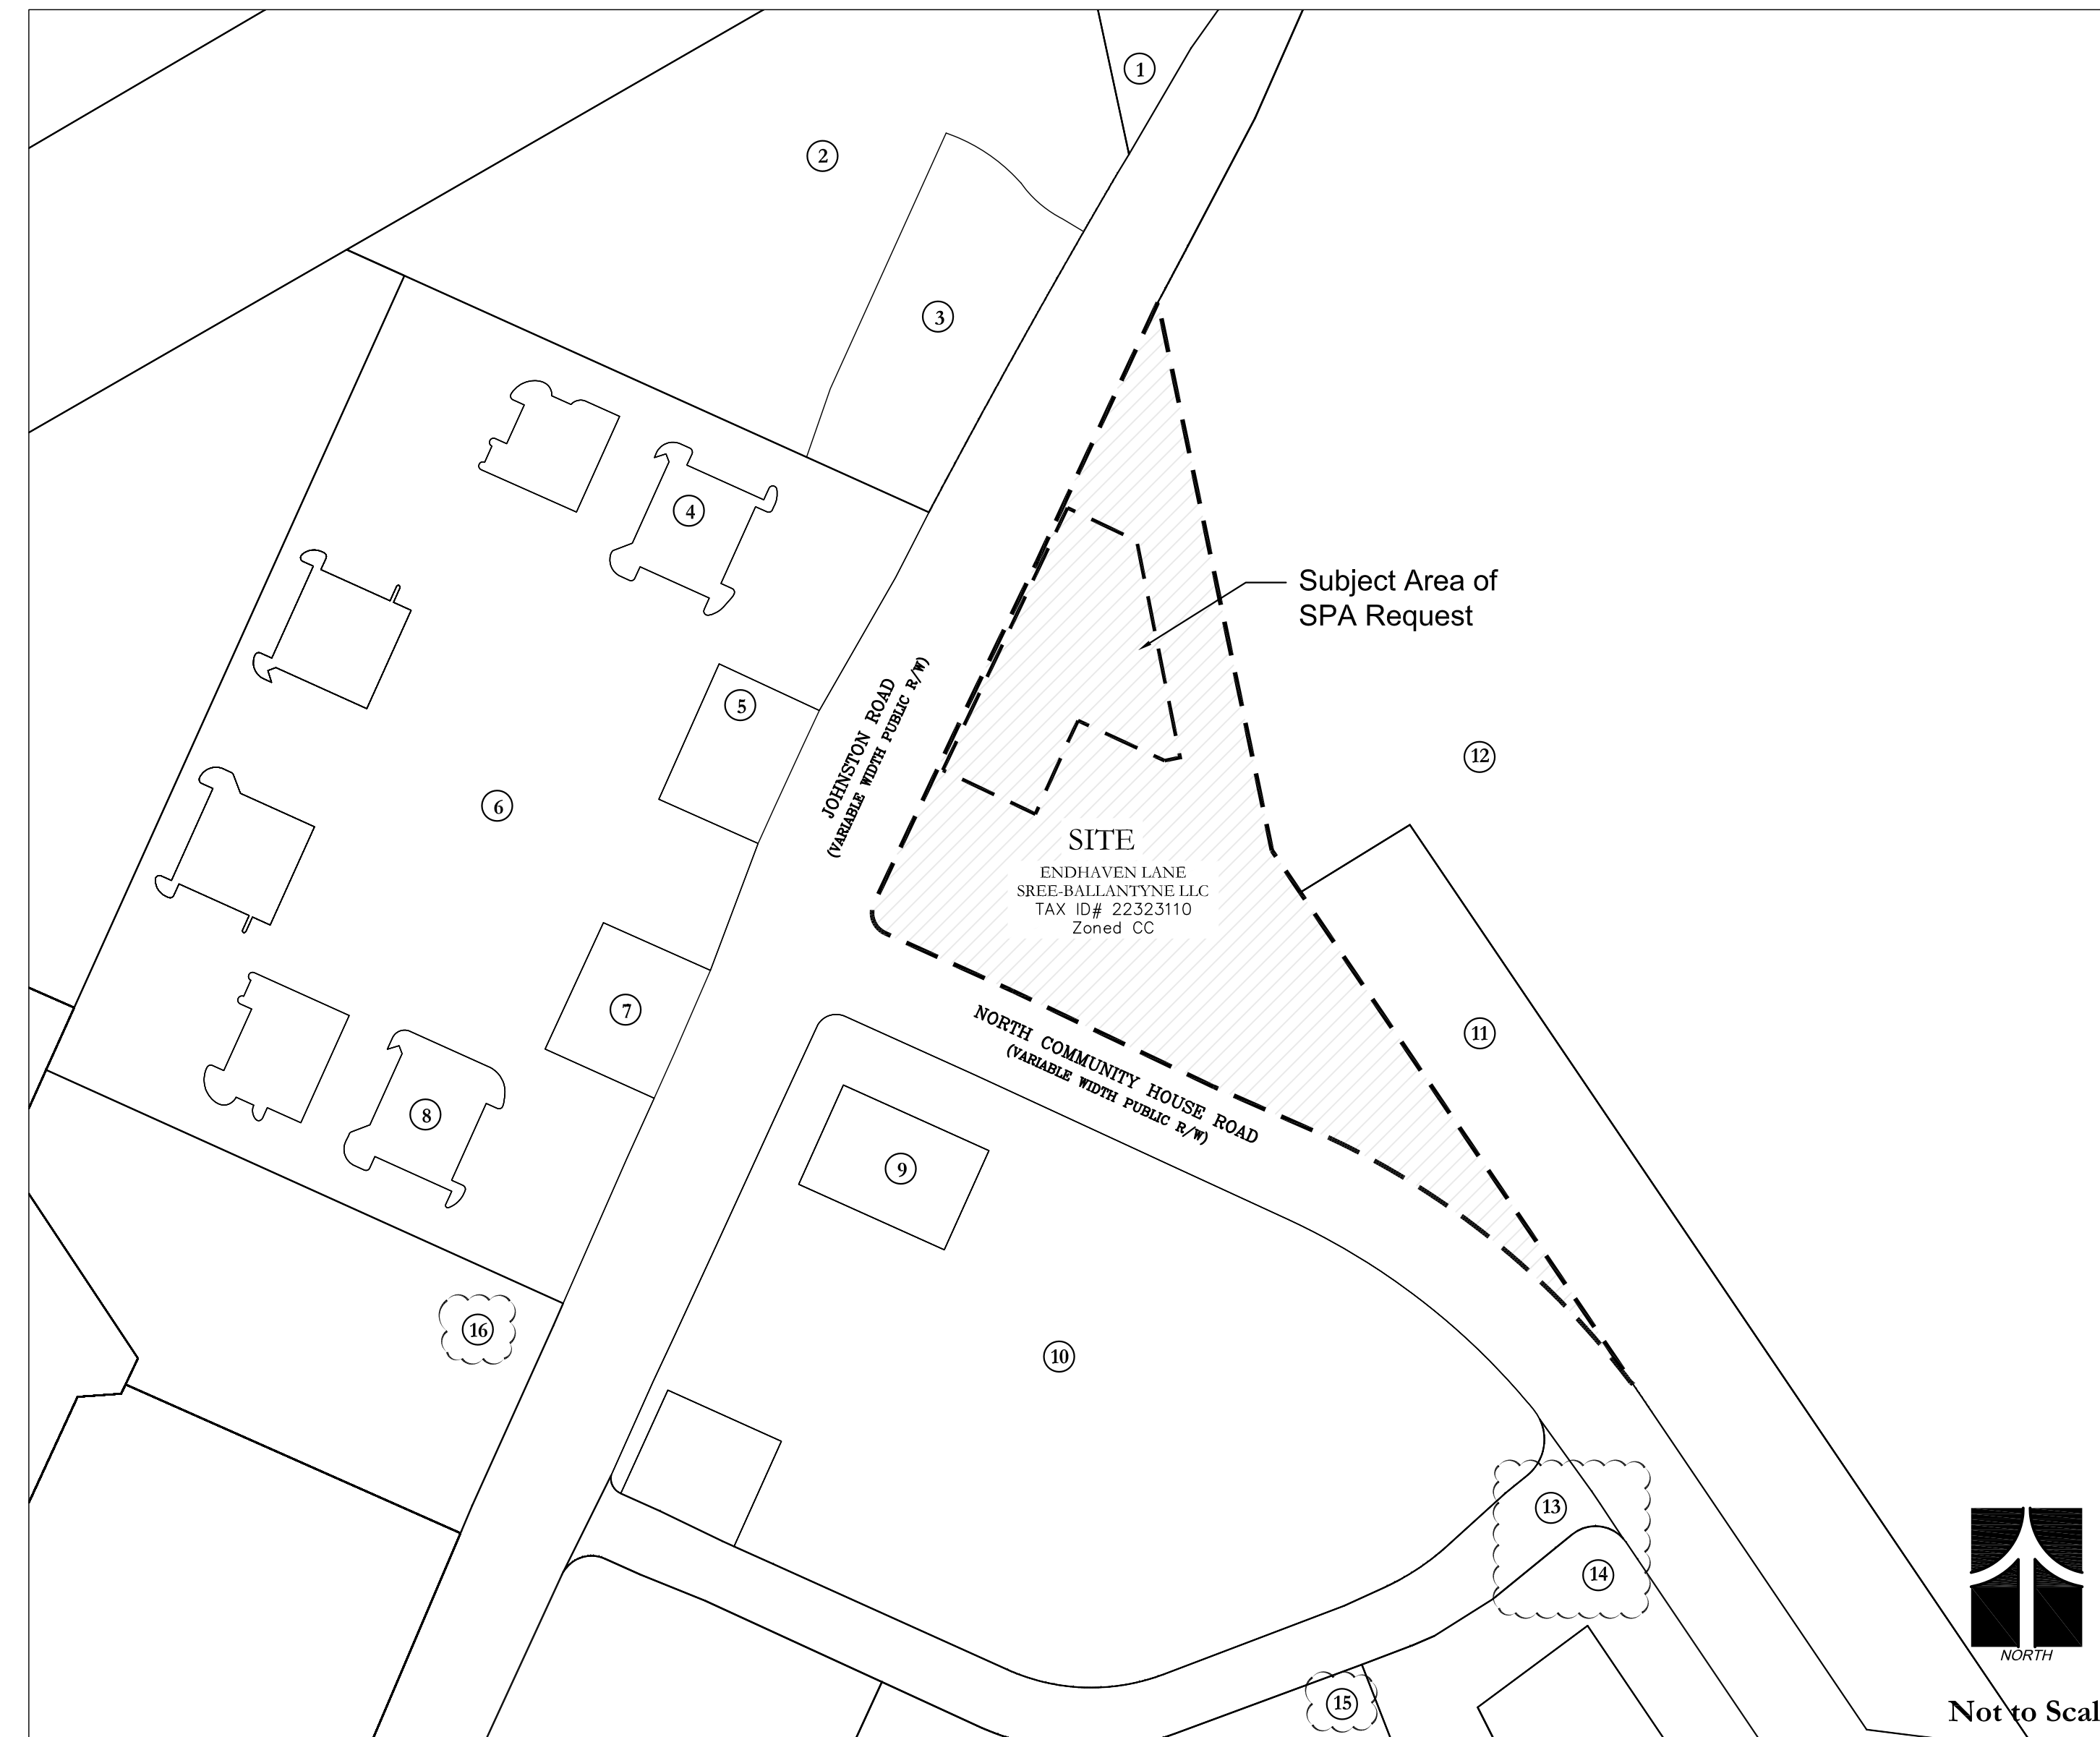 1
2
3
4
Subject Area of
SPA Request
5
JOHNSTON ROAD
(VARIABLE WIDTH PUBLIC R/W)
12
6
SITE
ENDHAVEN LANE
SREE-BALLANTYNE LLC
TAX ID# 22323110
Zoned CC
7
11
NORTH COMMUNITY HOUSE ROAD
(VARIABLE WIDTH PUBLIC R/W)
8
9
16
10
13
14
NORTH
15
Not to Scal